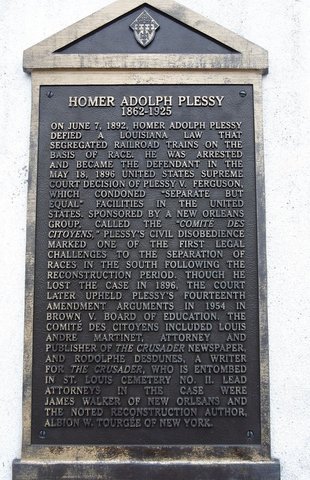 HOMER ADOLPH PLESSY
1862-1925
ON JUNE 7, 1892, HOMER ADOLPH PLESSY
DEFIED A LOUISIANA LAW THAT
SEGREGATED RAILROAD TRAINS ON THE
BASIS OF RACE. HE WAS ARRESTED
AND BECAME THE DEFENDANT IN THE
MAY 18, 1896 UNITED STATES SUPREME
COURT DECISION OF PLESSY V. FERGUSON,
WHICH CONDONED "SEPARATE BUT
EQUAL" FACILITIES IN THE UNITED
STATES. SPONSORED BY A NEW ORLEANS
GROUP, CALLED THE "COMITÉ DES
CITOYENS," PLESSY'S CIVIL DISOBEDIENCE
MARKED ONE OF THE FIRST LEGAL
CHALLENGES TO THE SEPARATION OF
RACES IN THE SOUTH FOLLOWING THE
RECONSTRUCTION PERIOD. THOUGH HE
LOST THE CASE IN 1896, THE COURT
LATER UPHELD PLESSY'S FOURTEENTH
AMENDMENT ARGUMENTS IN 1954 IN
BROWN V. BOARD OF EDUCATION. THE
COMITÉ DES CITOYENS INCLUDED LOUIS
ANDRE MARTINET, ATTORNEY AND
PUBLISHER OF THE CRUSADER NEWSPAPER,
AND RODOLPHE DESDUNES, A WRITER
FOR THE CRUSADER, WHO IS ENTOMBED
IN ST. LOUIS CEMETERY NO. II. LEAD
ATTORNEYS IN THE CASE WERE
JAMES WALKER OF NEW ORLEANS AND
THE NOTED RECONSTRUCTION AUTHOR,
ALBION W. TOURGÉE OF NEW YORK.